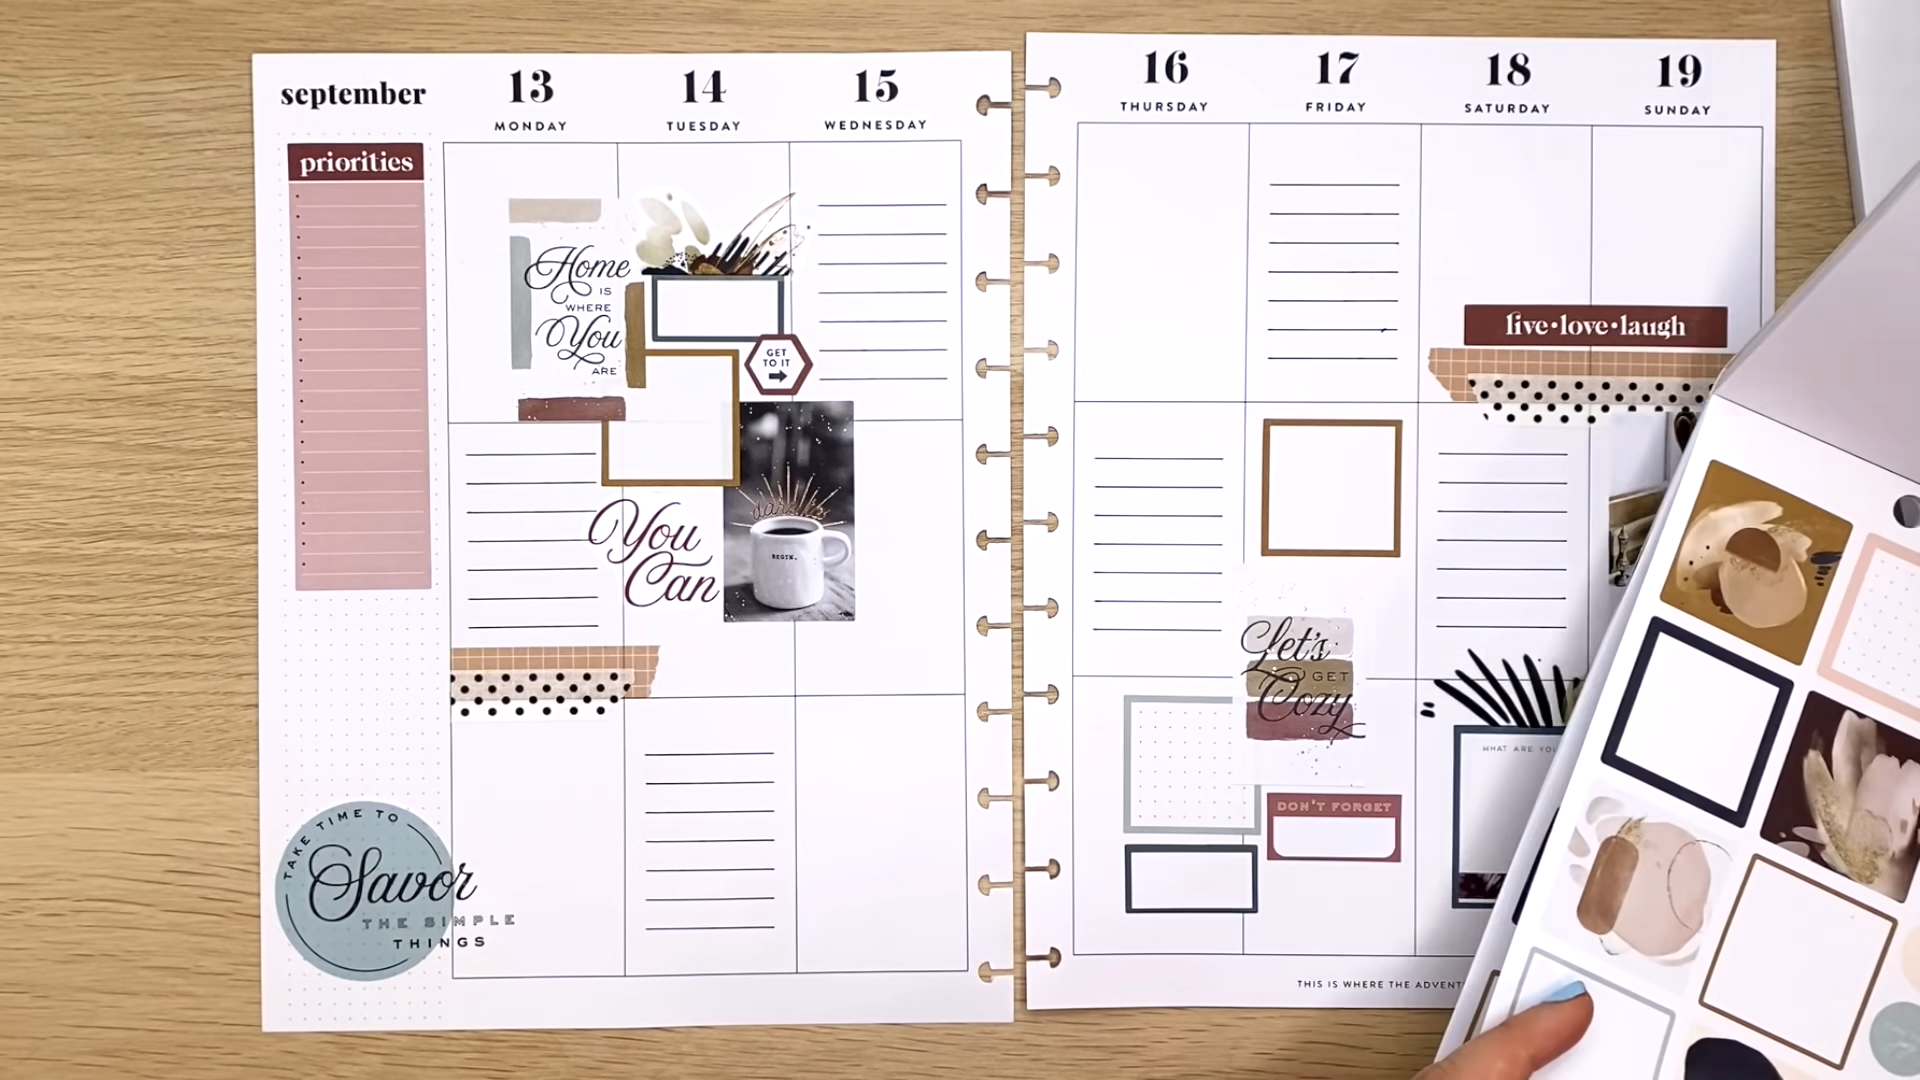 september
13
MONDAY
14
TUESDAY
15
WEDNESDAY
priorities
Home
IS
WHERE
You
ARE
GET
TO IT
BEGIN.
You
Can
TAKE TIME TO
Savor
THE SIMPLE
THINGS
16
THURSDAY
17
FRIDAY
18
SATURDAY
19
SUNDAY
live•love•laugh
Let's
GET
Cozy
DON'T FORGET
WHAT ARE
THIS IS WHERE THE